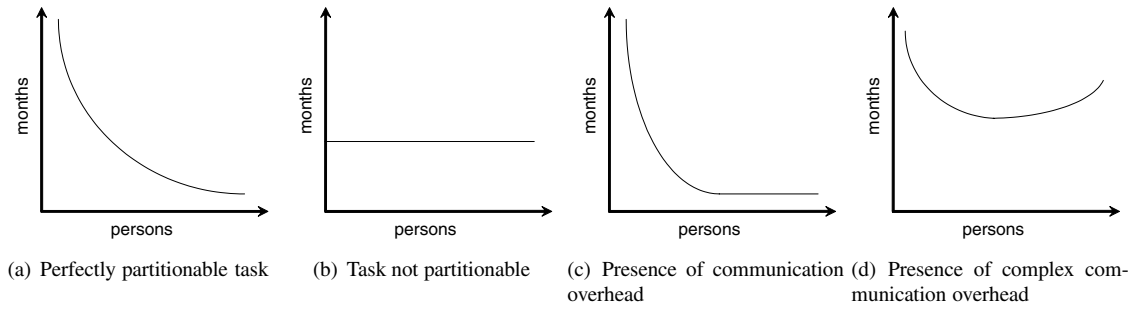 months
persons
(a) Perfectly partitionable task
months
persons
(b) Task not partitionable
months
persons
(c) Presence of communication
overhead
months
persons
(d) Presence of complex com-
munication overhead